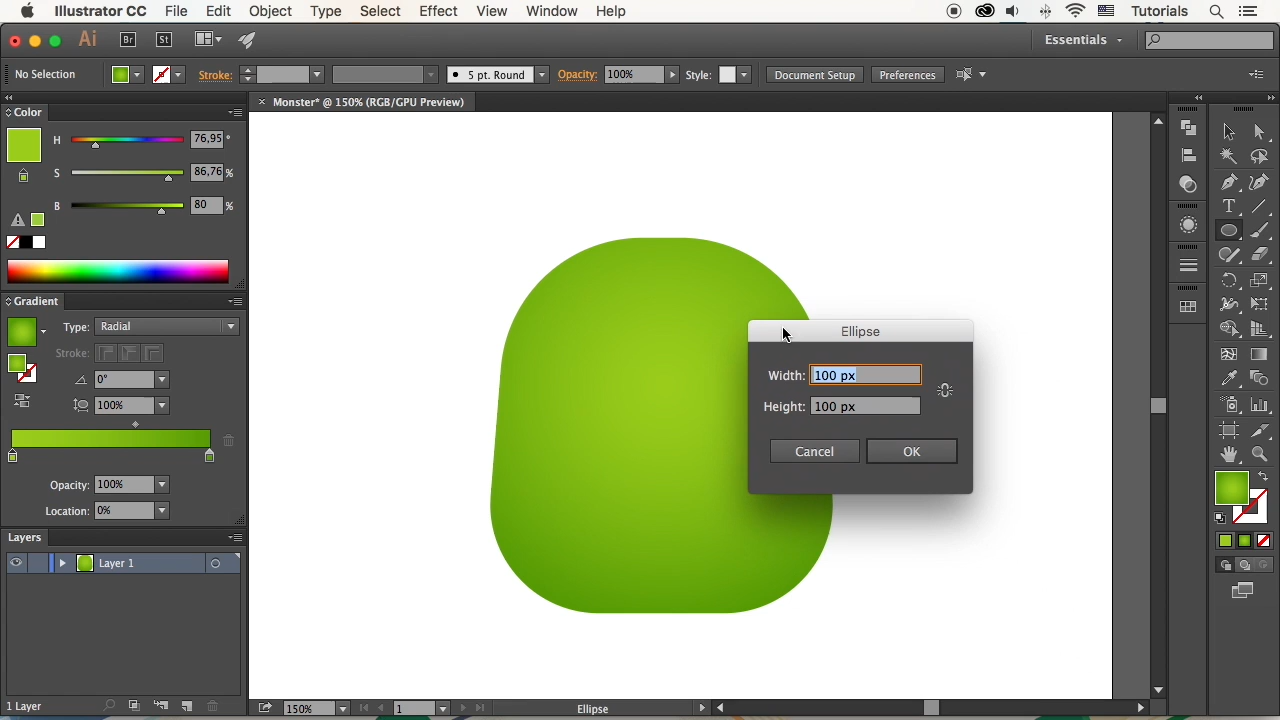 Illustrator CC File Edit Object Type Select Effect View Window Help Tutorials
Ai Br St Essentials
No Selection Stroke: 5 pt. Round Opacity: 100% Style: Document Setup Preferences
Color
Monster* @ 150% (RGB/GPU Preview)
H 76,95 °
S 86,76 %
B 80 %
Gradient
Type: Radial
Stroke:
0°
100%
Opacity: 100%
Location: 0%
Layers
Layer 1
1 Layer
Ellipse
Width: 100 px
Height: 100 px
Cancel OK
150% 1 Ellipse